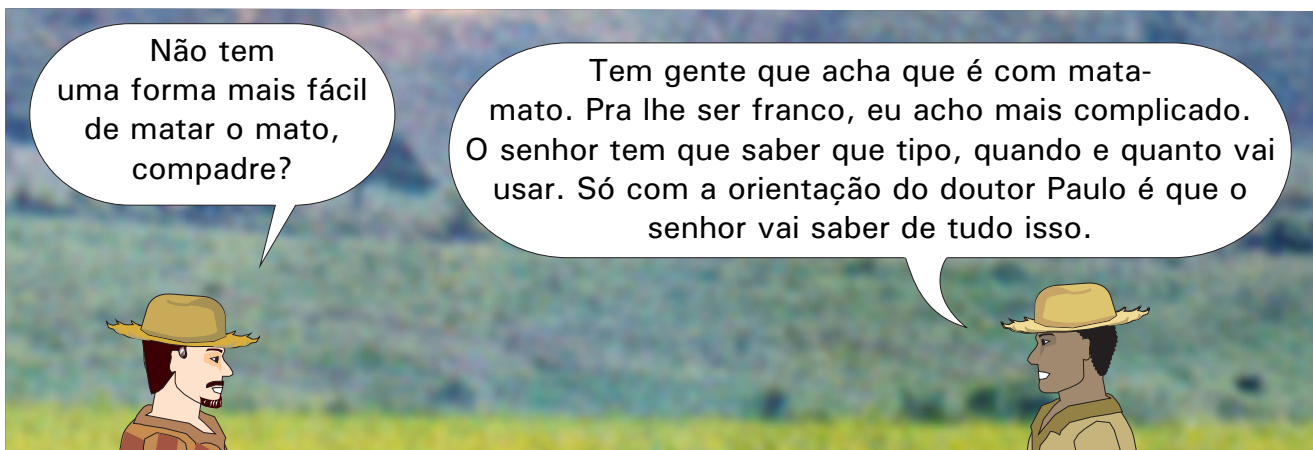 Não tem
uma forma mais fácil
de matar o mato,
compadre?
Tem gente que acha que é com mata-
mato. Pra lhe ser franco, eu acho mais complicado.
O senhor tem que saber que tipo, quando e quanto vai
usar. Só com a orientação do doutor Paulo é que o
senhor vai saber de tudo isso.